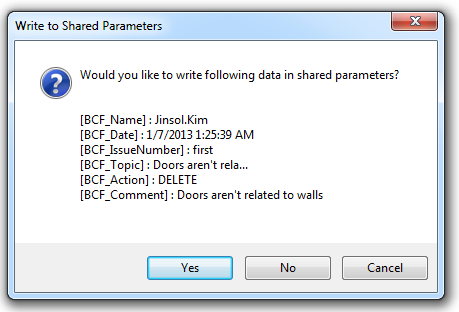 Write to Shared Parameters
Would you like to write following data in shared parameters?
[BCF_Name] : Jinsol.Kim
[BCF_Date] : 1/7/2013 1:25:39 AM
[BCF_IssueNumber] : first
[BCF_Topic] : Doors aren't rela...
[BCF_Action] : DELETE
[BCF_Comment] : Doors aren't related to walls
Yes No Cancel